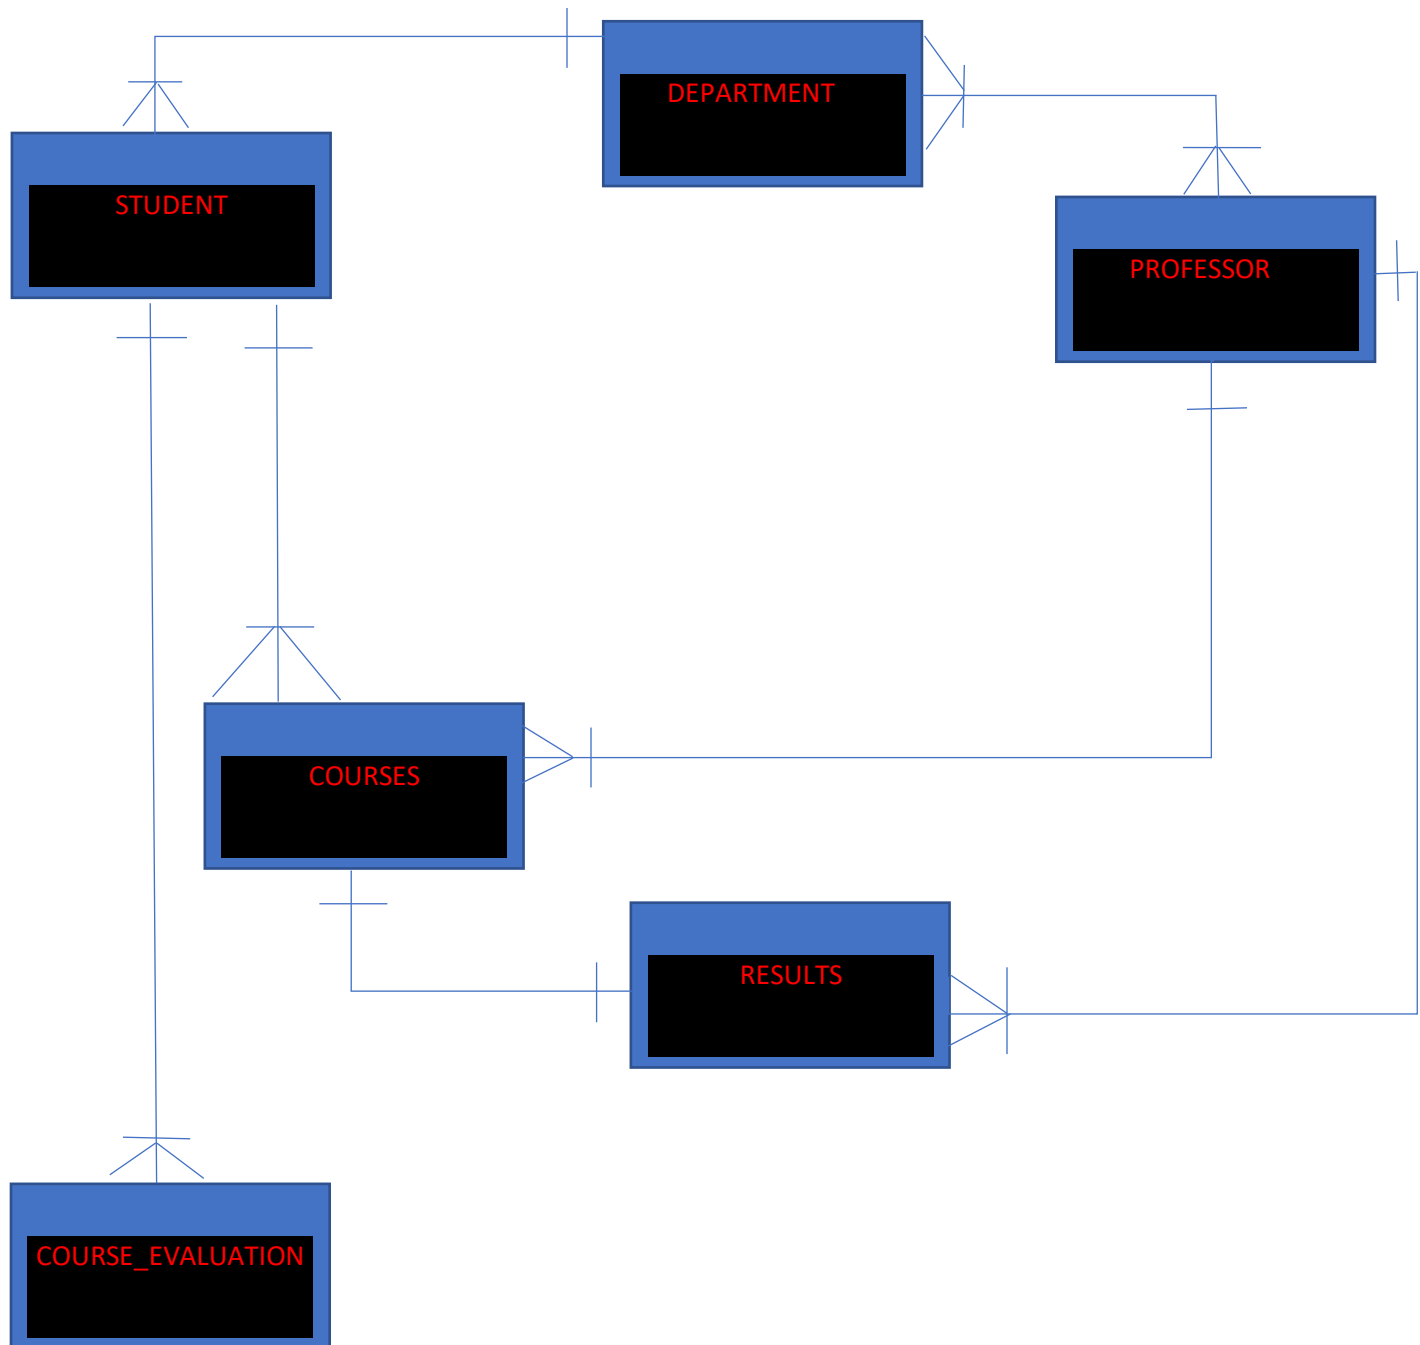 DEPARTMENT
STUDENT
PROFESSOR
COURSES
RESULTS
COURSE_EVALUATION